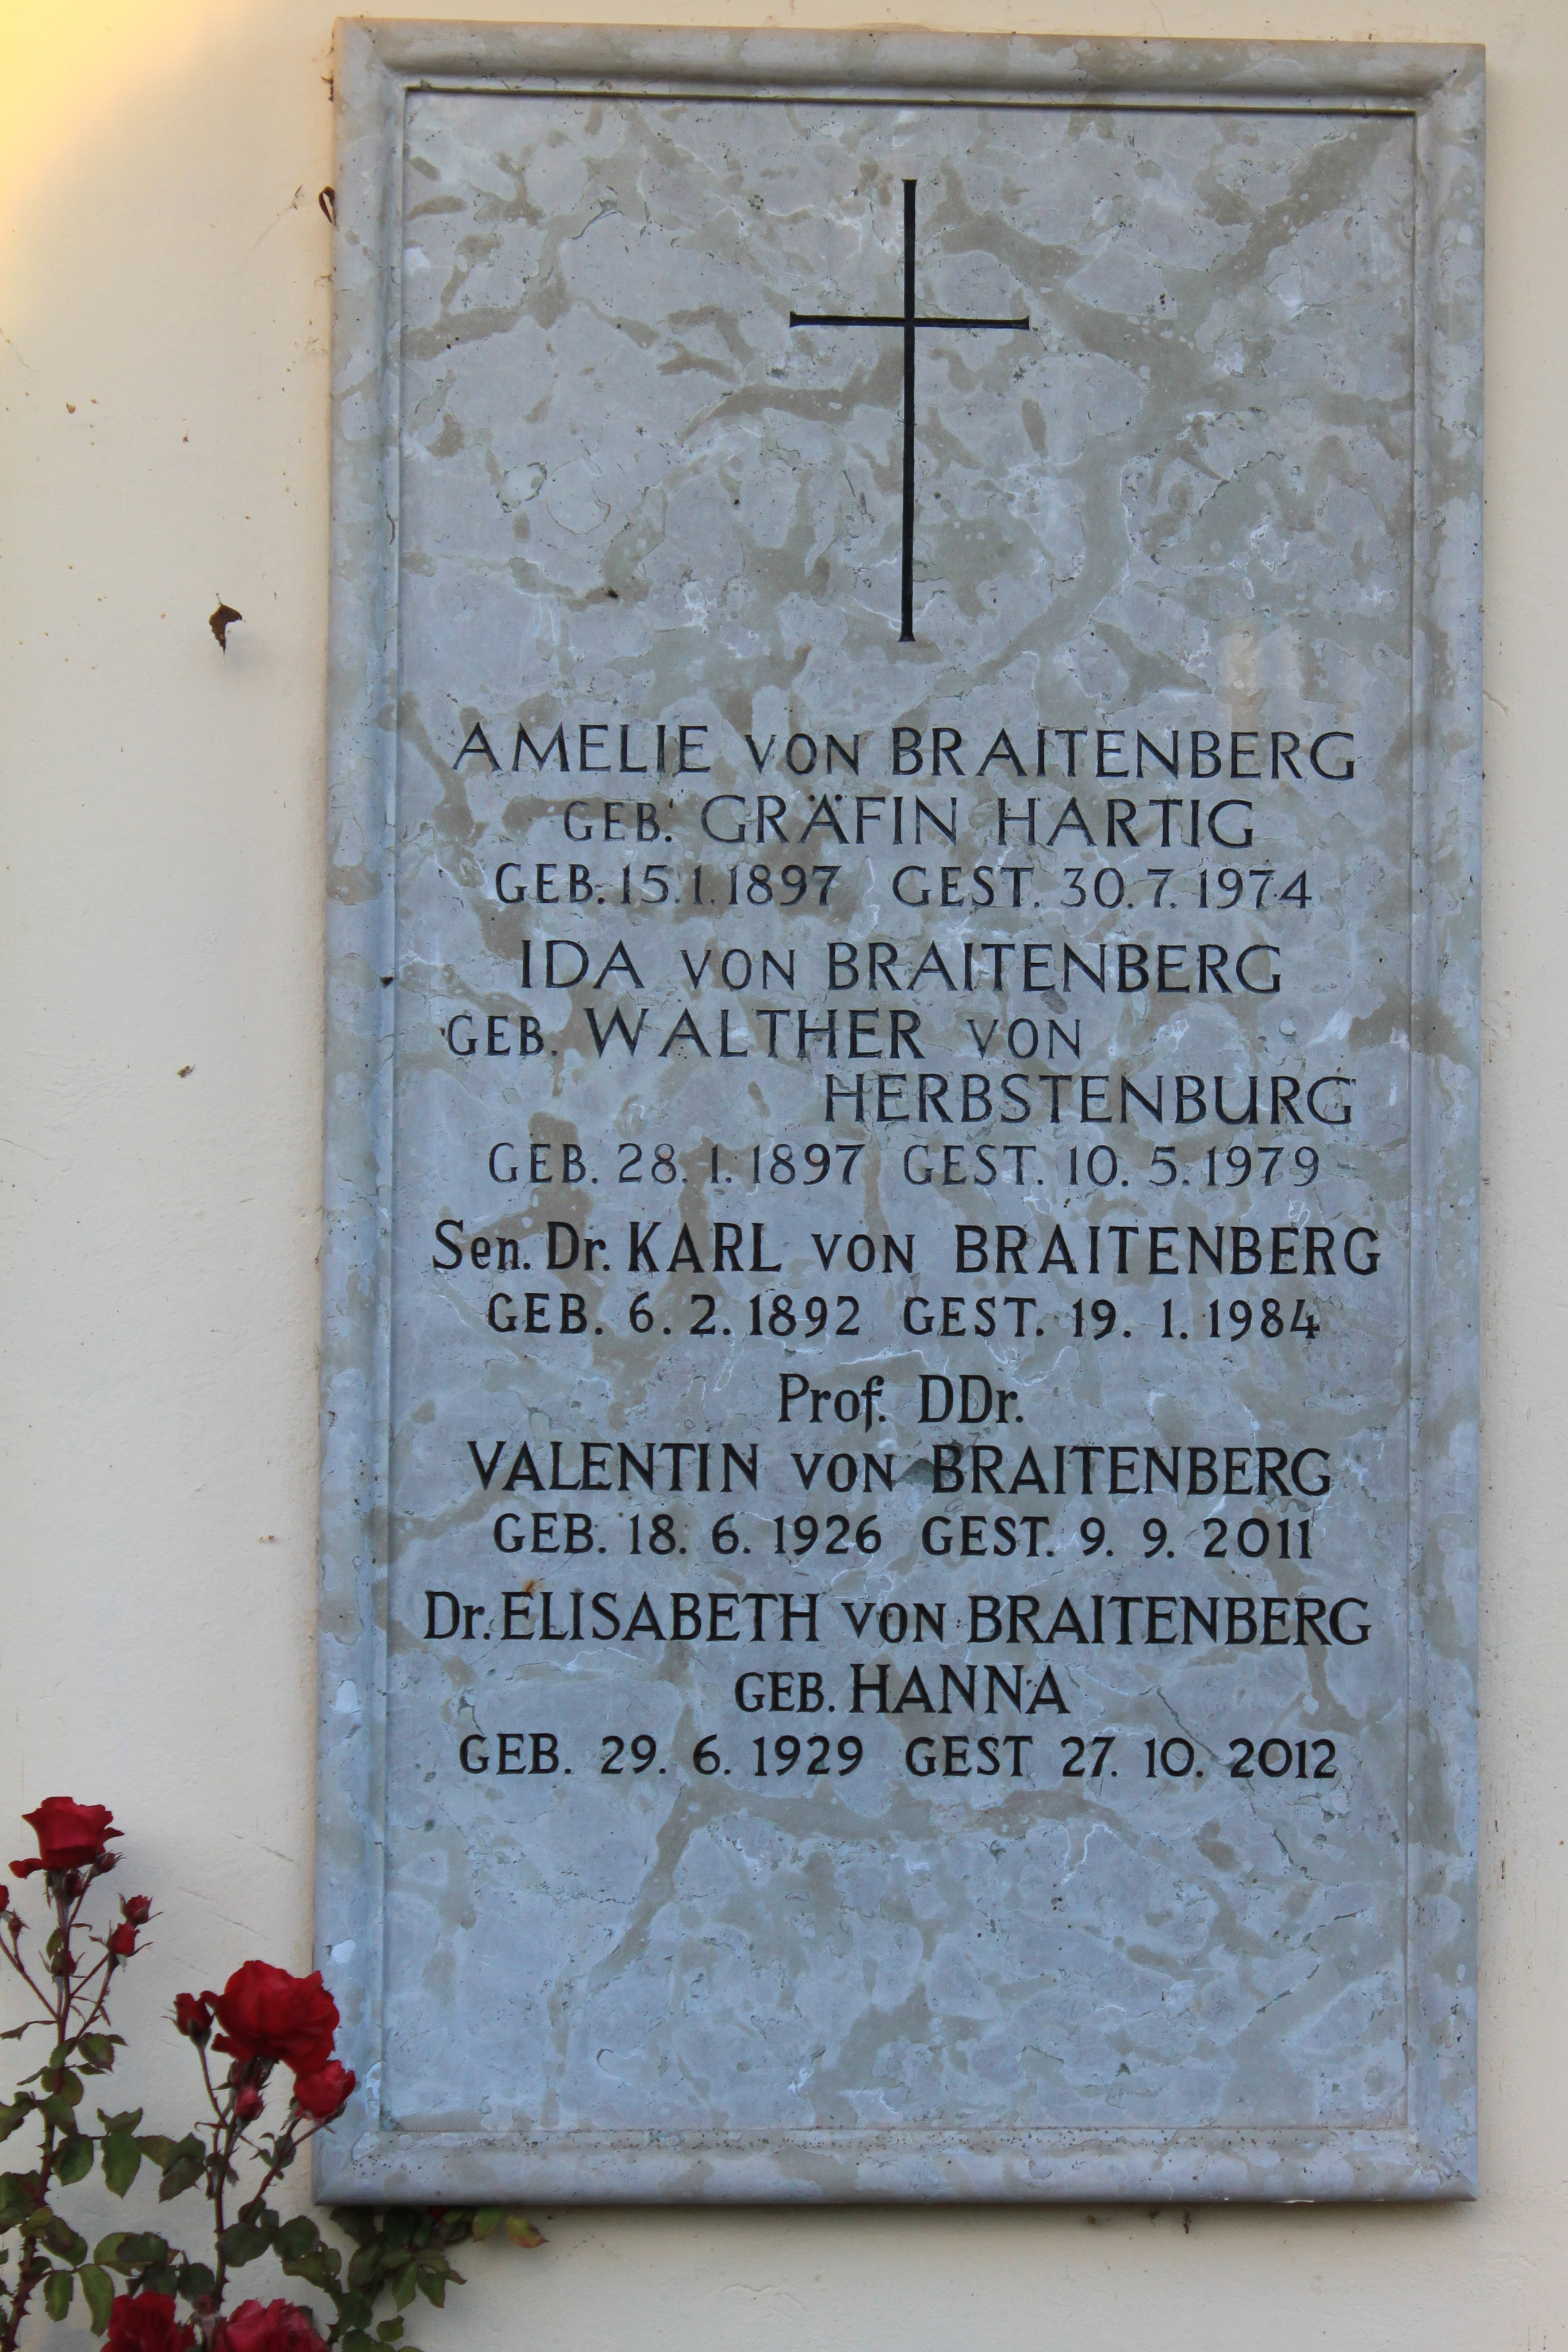 AMELIE VON BRAITENBERG
GEB. GRÄFIN HARTIG
GEB. 15.1.1897 GEST. 30.7.1974
IDA VON BRAITENBERG
GEB. WALTHER VON
HERBSTENBURG
GEB. 28.1.1897 GEST. 10.5.1979
Sen. Dr. KARL VON BRAITENBERG
GEB. 6.2.1892 GEST. 19.1.1984
Prof. DDr.
VALENTIN VON BRAITENBERG
GEB. 18.6.1926 GEST. 9.9.2011
Dr. ELISABETH VON BRAITENBERG
GEB. HANNA
GEB. 29.6.1929 GEST 27.10.2012